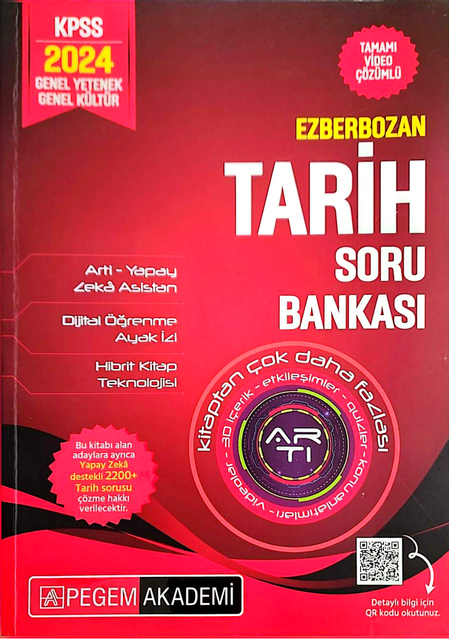 KPSS
2024
GENEL YETENEK
GENEL KÜLTÜR
TAMAMI
VİDEO
ÇÖZÜMLÜ
EZBERBOZAN
TARİH
SORU
BANKASI
Artı - Yapay
Zekâ Asistan
Dijital Öğrenme
Ayak İzi
Hibrit Kitap
Teknolojisi
kitaptan çok daha fazlası
videolar - 3D içerik - etkileşimler - quizler - konu anlatımları -
AR
TI
Bu kitabı alan
adaylara ayrıca
Yapay Zekâ
destekli 2200+
Tarih sorusu
çözme hakkı
verilecektir.
PEGEM AKADEMİ
Detaylı bilgi için
QR kodu okutunuz.